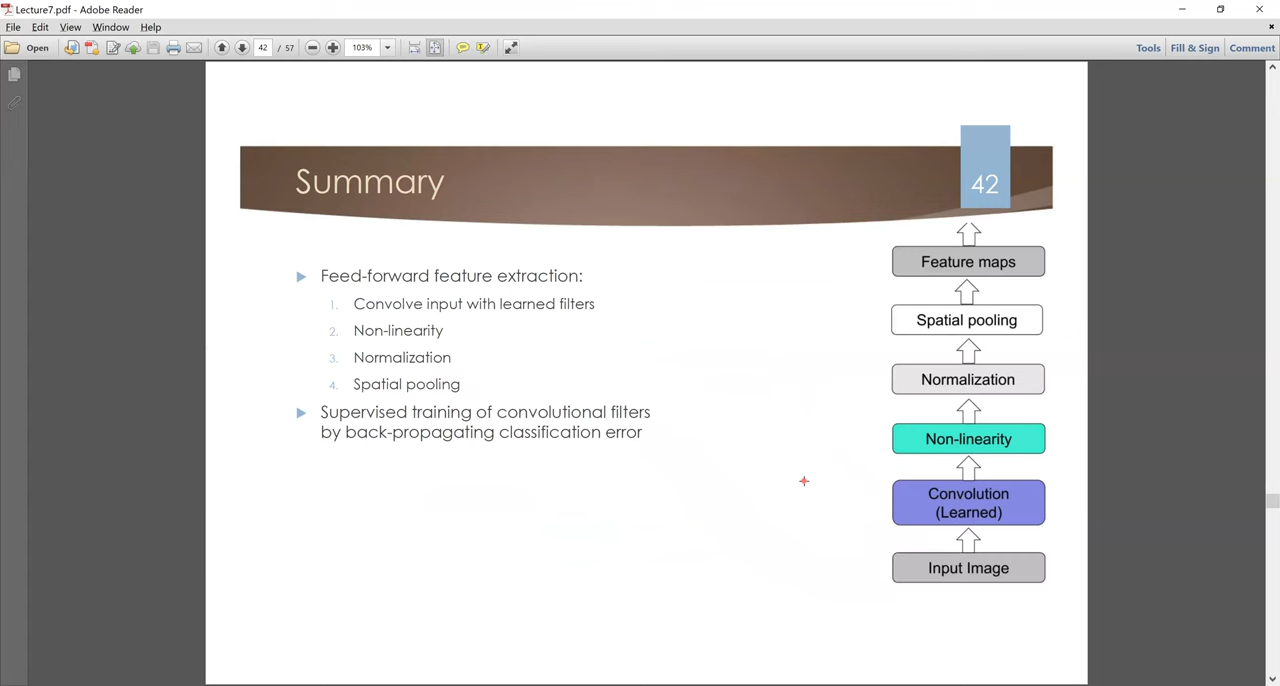 Lecture7.pdf - Adobe Reader
File Edit View Window Help
Open 42 / 57 103% Tools Fill & Sign Comment
Summary
42
Feed-forward feature extraction:
1. Convolve input with learned filters
2. Non-linearity
3. Normalization
4. Spatial pooling
Supervised training of convolutional filters
by back-propagating classification error
Feature maps
Spatial pooling
Normalization
Non-linearity
Convolution
(Learned)
Input Image